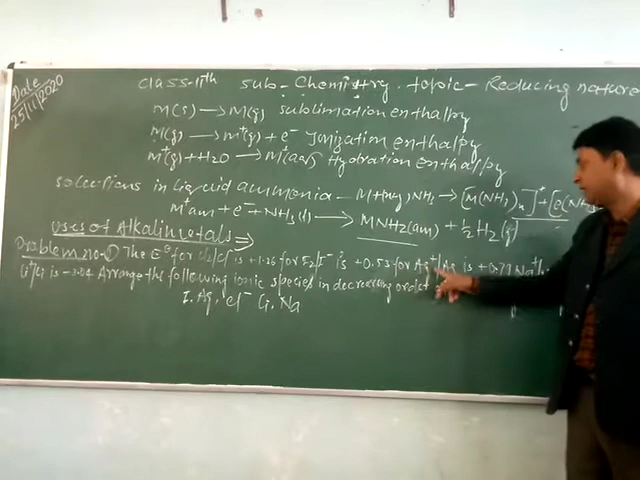 Date
25/11/2020
Class-11th Sub-Chemistry. topic- Reducing nature
M(s) → M(g) sublimation enthalpy
M(g) → M⁺(g) + e⁻ Ionization enthalpy
M⁺(g) + H2O → M⁺(aq) Hydration enthalpy
solections in liquid ammonia- M+(x+y)NH3 → [M(NH3)x]⁺ + [e(NH3)
M⁺am + e⁻ + NH3(l) → MNH2(am) + ½H2(g)
Uses of Alkalimetals ⇒
Problem no-① The E⊖ for Cl2/Cl⁻ is +1.36 for I2/I⁻ is +0.53 for Ag⁺/Ag is +0.79 Na⁺/
Li⁺/Li is -3.04 Arrange the following ionic species in decreasing order
I⁻ Ag, Cl⁻ Li, Na